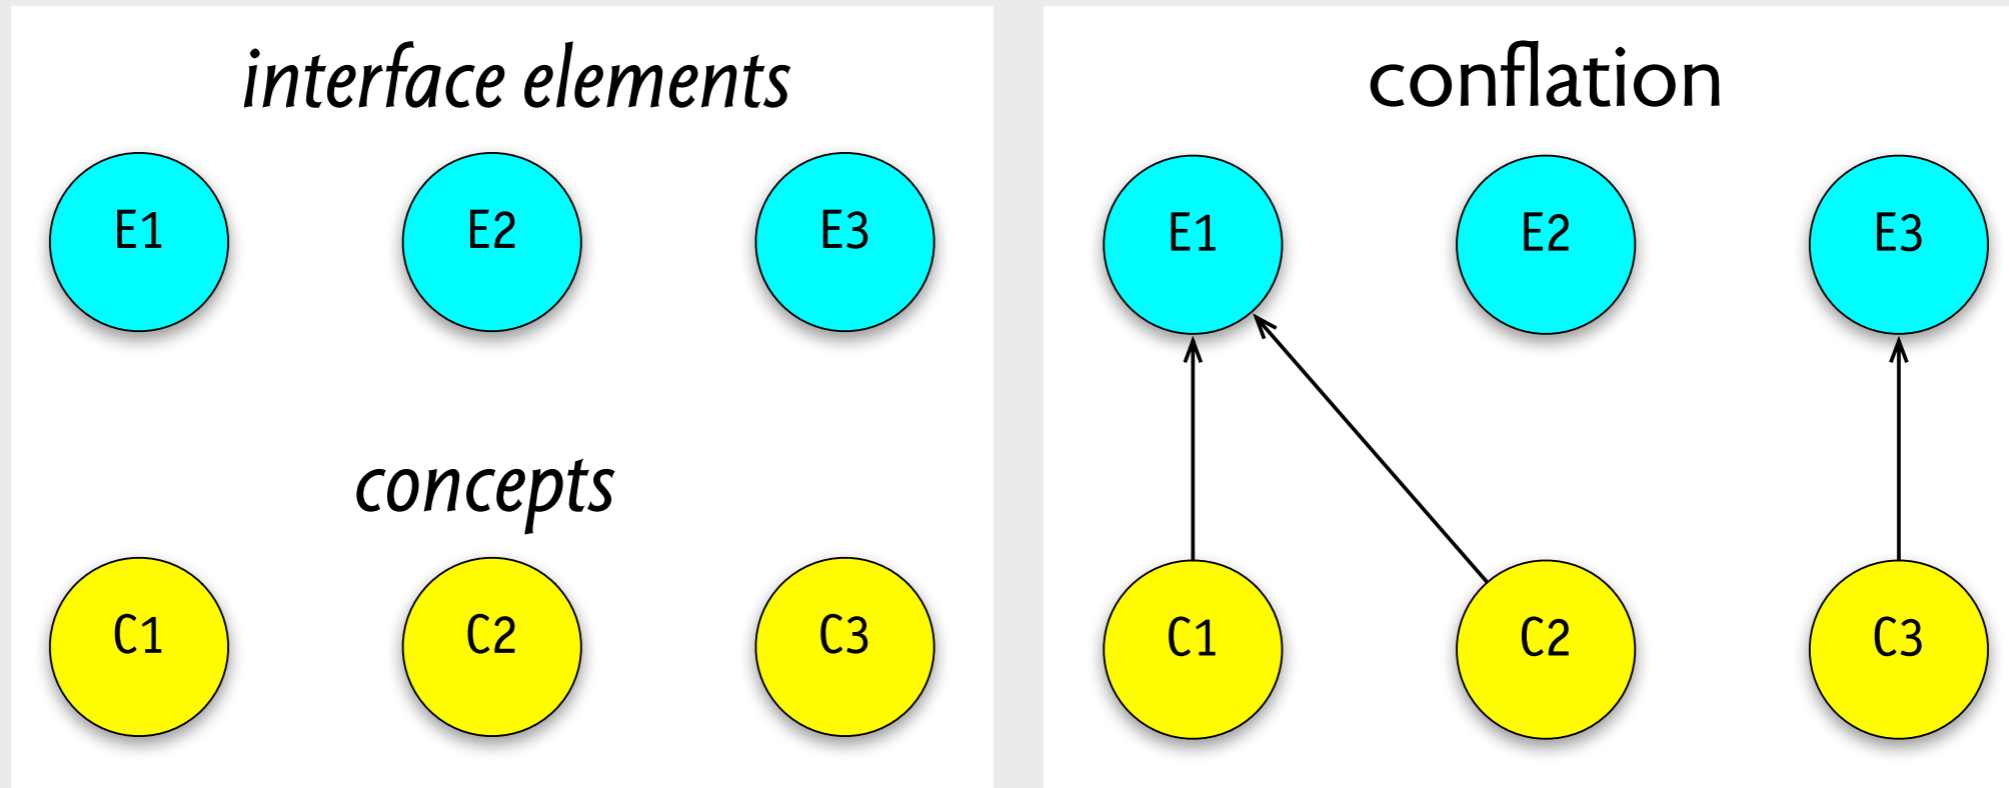 interface elements
E1 E2 E3
concepts
C1 C2 C3
conflation
E1 E2 E3
C1 C2 C3